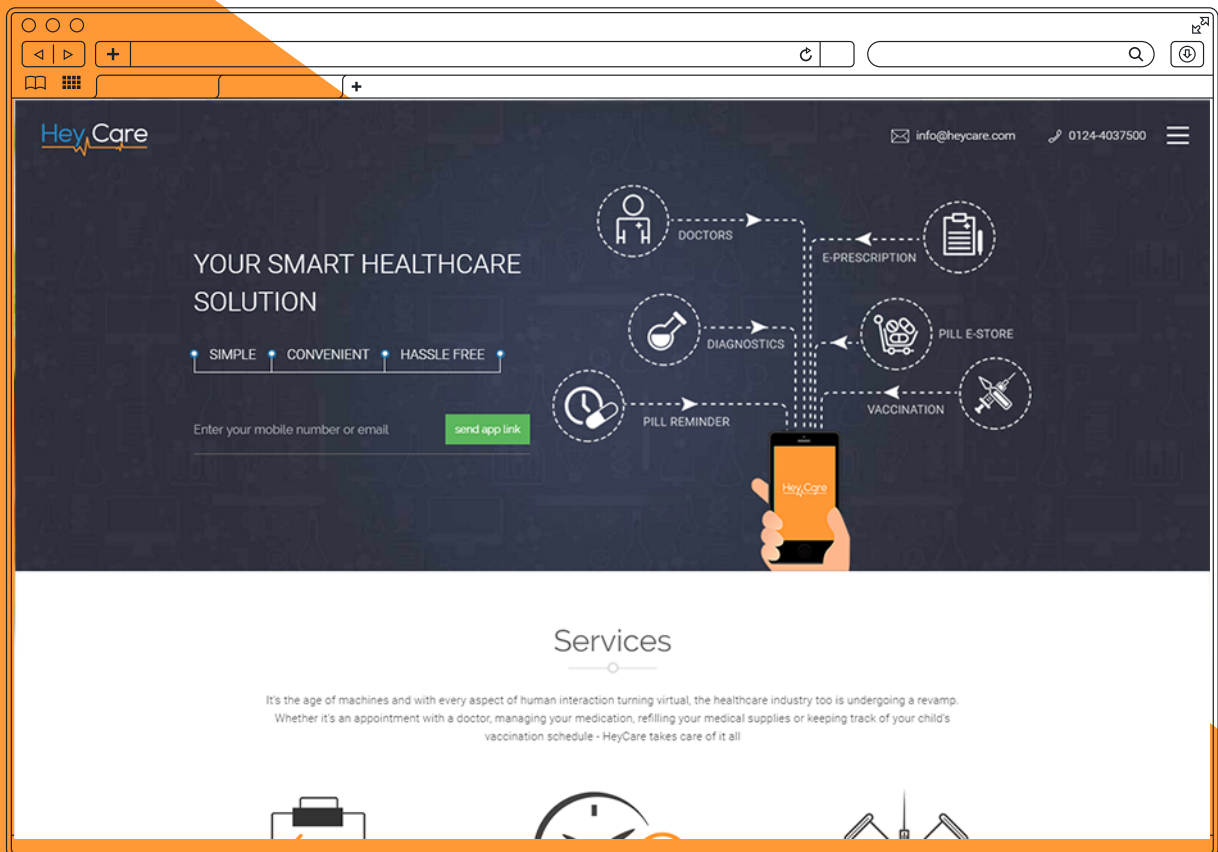 Hey Care
info@heycare.com
0124-4037500
YOUR SMART HEALTHCARE
SOLUTION
SIMPLE
CONVENIENT
HASSLE FREE
Enter your mobile number or email
send app link
DOCTORS
E-PRESCRIPTION
DIAGNOSTICS
PILL E-STORE
PILL REMINDER
VACCINATION
Hey Care
Services
It's the age of machines and with every aspect of human interaction turning virtual, the healthcare industry too is undergoing a revamp.
Whether it's an appointment with a doctor, managing your medication, refilling your medical supplies or keeping track of your child's
vaccination schedule - HeyCare takes care of it all